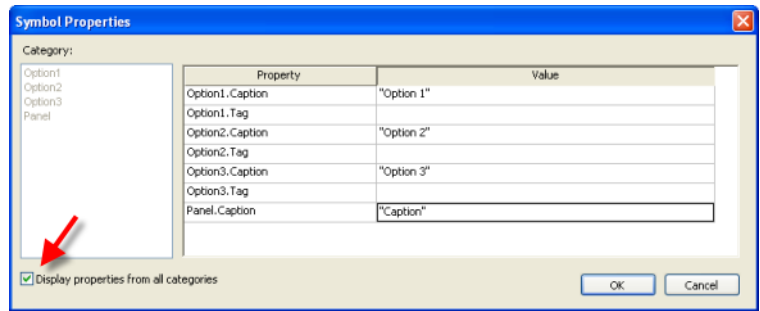 Symbol Properties
Category:
Option1
Option2
Option3
Panel
Property Value
Option1.Caption "Option 1"
Option1.Tag
Option2.Caption "Option 2"
Option2.Tag
Option3.Caption "Option 3"
Option3.Tag
Panel.Caption "Caption"
Display properties from all categories
OK Cancel